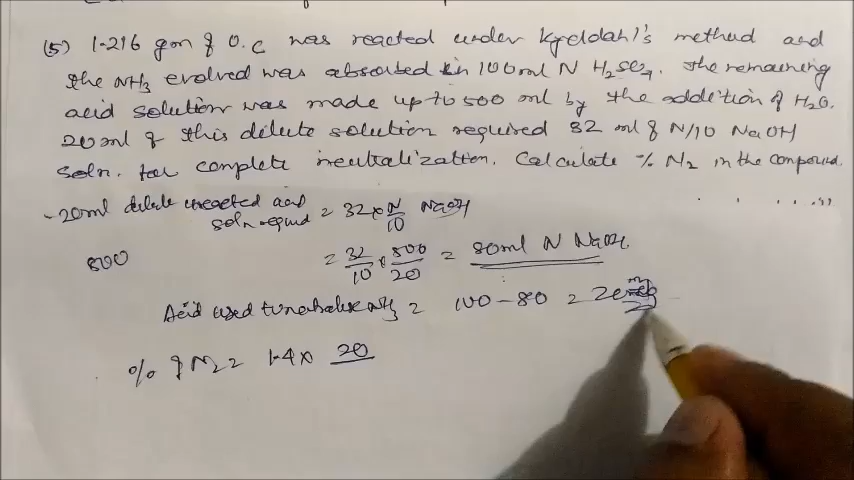 (5) 1.216 gm of O.C was reacted under Kjeldahl's method and
the NH3 evolved was absorbed in 100ml N H2SO4. The remaining
acid solution was made up to 500 ml by the addition of H2O.
20ml of this dilute solution required 32 ml of N/10 NaOH
soln. for complete neutralization. Calculate % N2 in the compound.
- 20ml dilute unreacted acid
soln requid = 32 × N/10 NaOH
500
= 32/10 × 500/20 = 80ml N NaOH.
Acid used to neutralise NH3 = 100 - 80 = 20
% of N2 = 1.4 × 20